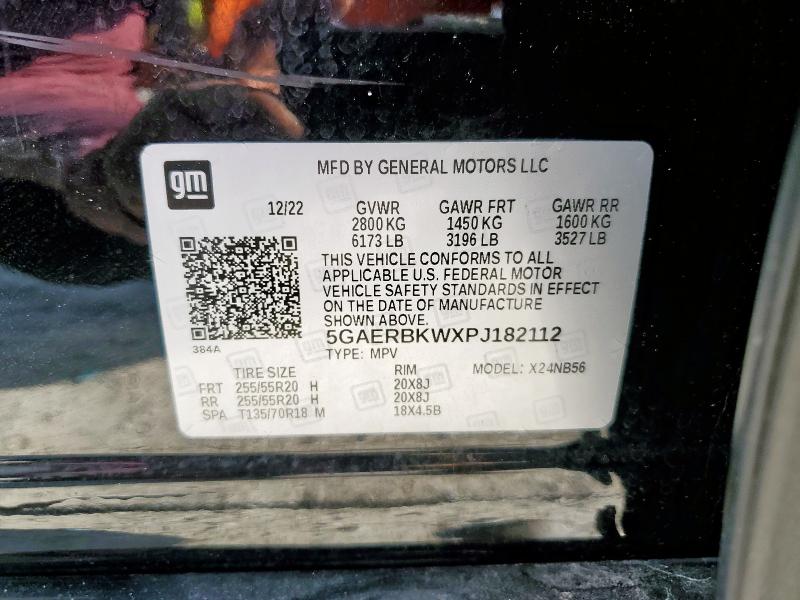 gm
MFD BY GENERAL MOTORS LLC
12/22 GVWR GAWR FRT GAWR RR
2800 KG 1450 KG 1600 KG
6173 LB 3196 LB 3527 LB
THIS VEHICLE CONFORMS TO ALL
APPLICABLE U.S. FEDERAL MOTOR
VEHICLE SAFETY STANDARDS IN EFFECT
ON THE DATE OF MANUFACTURE
SHOWN ABOVE.
384A
5GAERBKWXPJ182112
TYPE: MPV
TIRE SIZE RIM MODEL: X24NB56
FRT 255/55R20 H 20X8J
RR 255/55R20 H 20X8J
SPA T135/70R18 M 18X4.5B